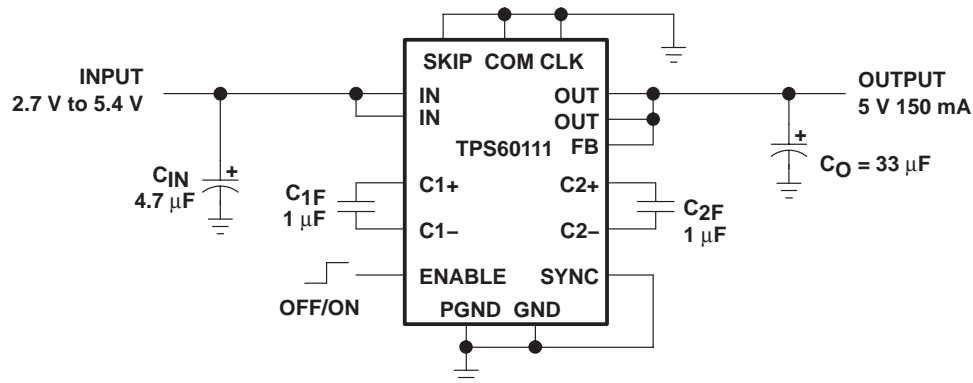 SKIP COM CLK
INPUT
2.7 V to 5.4 V
IN
IN
OUT
OUT
FB
TPS60111
OUTPUT
5 V 150 mA
+
CIN
4.7 μF
+
CO = 33 μF
C1F
1 μF
C1+
C1−
C2+
C2−
C2F
1 μF
OFF/ON
ENABLE
SYNC
PGND GND